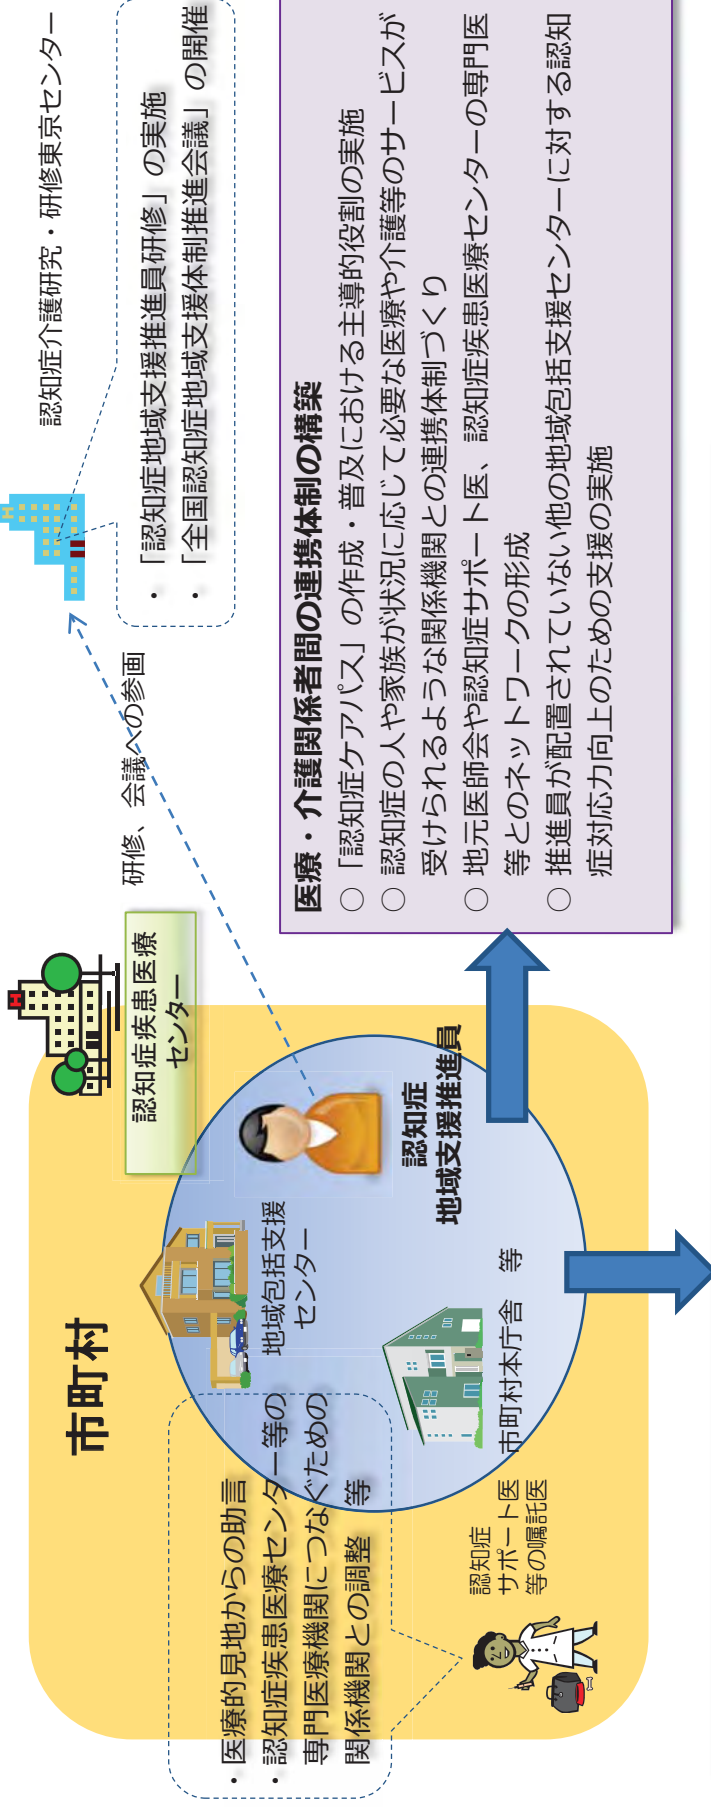 市町村
・医療的見地からの助言
・認知症疾患医療センター等の
専門医療機関につなぐための
関係機関との調整　等
認知症
サポート医
等の嘱託医
地域包括支援
センター
市町村本庁舎　等
認知症疾患医療
センター
認知症
地域支援推進員
研修、会議への参画
認知症介護研究・研修東京センター
・「認知症地域支援推進員研修」の実施
・「全国認知症地域支援体制推進会議」の開催
医療・介護関係者間の連携体制の構築
○「認知症ケアパス」の作成・普及における主導的役割の実施
○ 認知症の人や家族が状況に応じて必要な医療や介護等のサービスが
受けられるような関係機関との連携体制づくり
○ 地元医師会や認知症サポート医、認知症疾患医療センターの専門医
等とのネットワークの形成
○ 推進員が配置されていない他の地域包括支援センターに対する認知
症対応力向上のための支援の実施